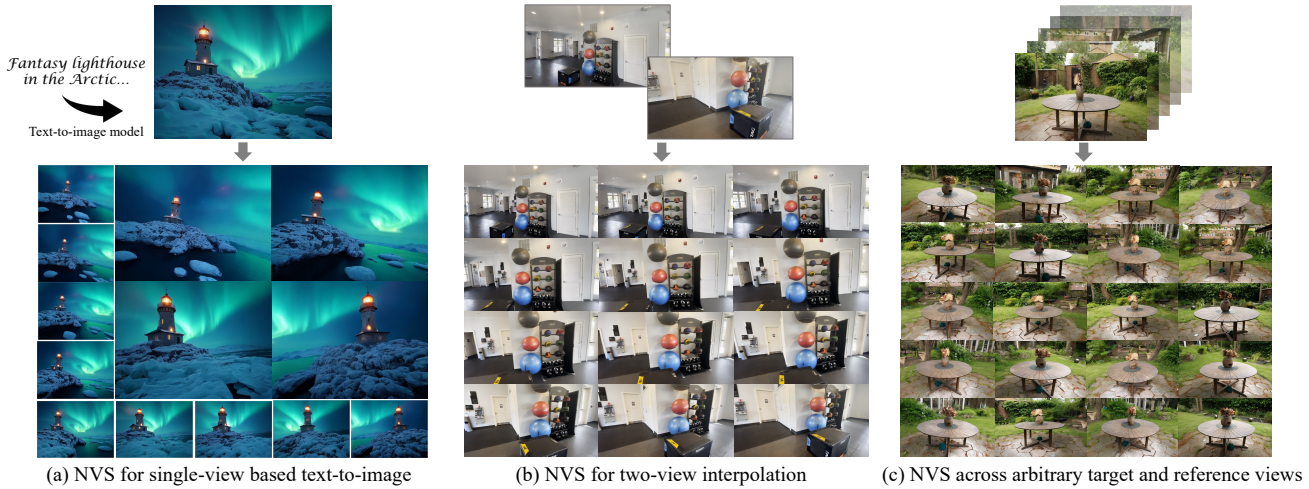 Fantasy lighthouse
in the Arctic...
Text-to-image model
(a) NVS for single-view based text-to-image
(b) NVS for two-view interpolation
(c) NVS across arbitrary target and reference views